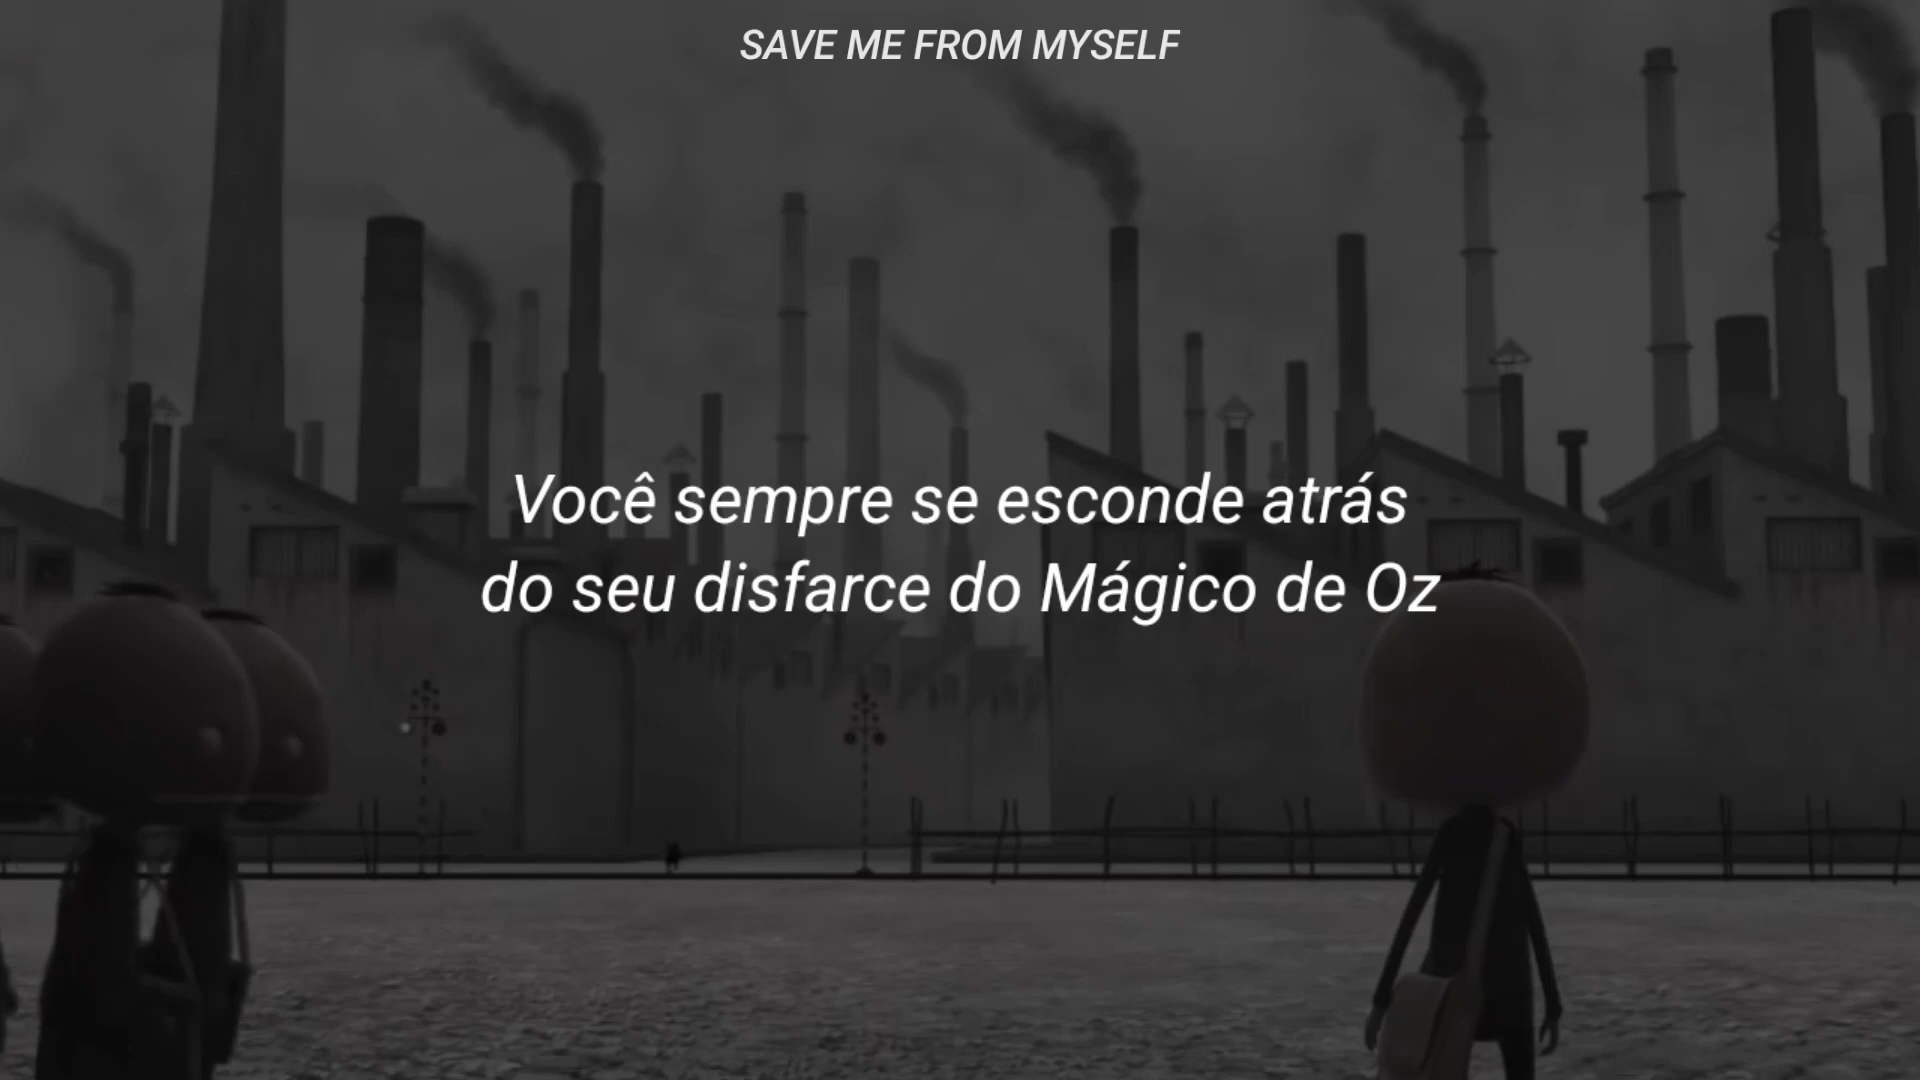 SAVE ME FROM MYSELF
Você sempre se esconde atrás
do seu disfarce do Mágico de Oz